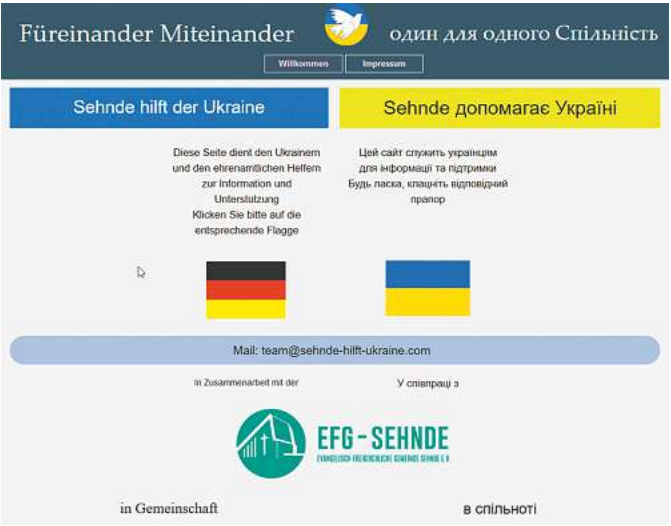 Füreinander Miteinander
один для одного Спільність
Willkommen
Impressum
Sehnde hilft der Ukraine
Sehnde допомагає Україні
Diese Seite dient den Ukrainern
und den ehrenamtlichen Helfern
zur Information und
Unterstützung
Klicken Sie bitte auf die
entsprechende Flagge
Цей сайт служить українцям
для інформації та підтримки
Будь ласка, клацніть відповідний
прапор
Mail: team@sehnde-hilft-ukraine.com
In Zusammenarbeit mit der
У співпраці з
EFG - SEHNDE
EVANGELISCH-FREIKIRCHLICHE GEMEINDE SEHNDE E.V.
in Gemeinschaft
в спільноті